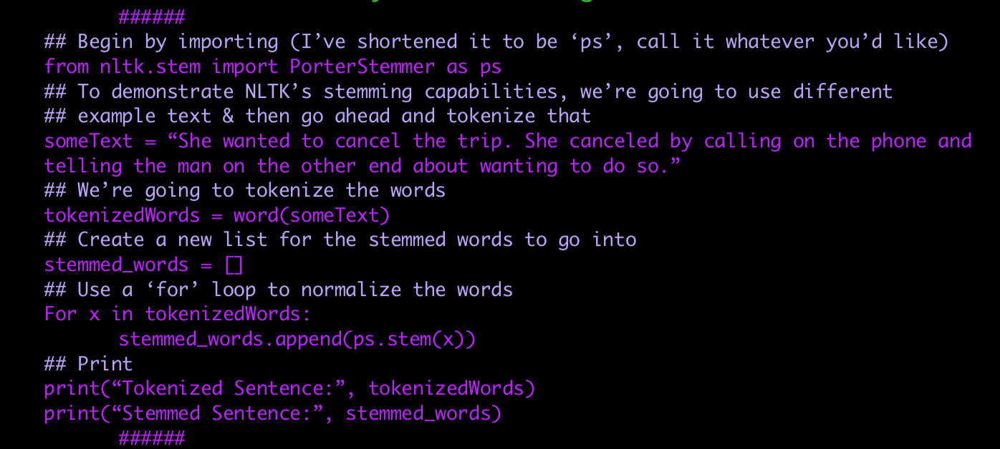 ######
## Begin by importing (I’ve shortened it to be ‘ps’, call it whatever you’d like)
from nltk.stem import PorterStemmer as ps
## To demonstrate NLTK’s stemming capabilities, we’re going to use different
## example text & then go ahead and tokenize that
someText = “She wanted to cancel the trip. She canceled by calling on the phone and
telling the man on the other end about wanting to do so.”
## We’re going to tokenize the words
tokenizedWords = word(someText)
## Create a new list for the stemmed words to go into
stemmed_words = []
## Use a ‘for’ loop to normalize the words
For x in tokenizedWords:
stemmed_words.append(ps.stem(x))
## Print
print(“Tokenized Sentence:”, tokenizedWords)
print(“Stemmed Sentence:”, stemmed_words)
######